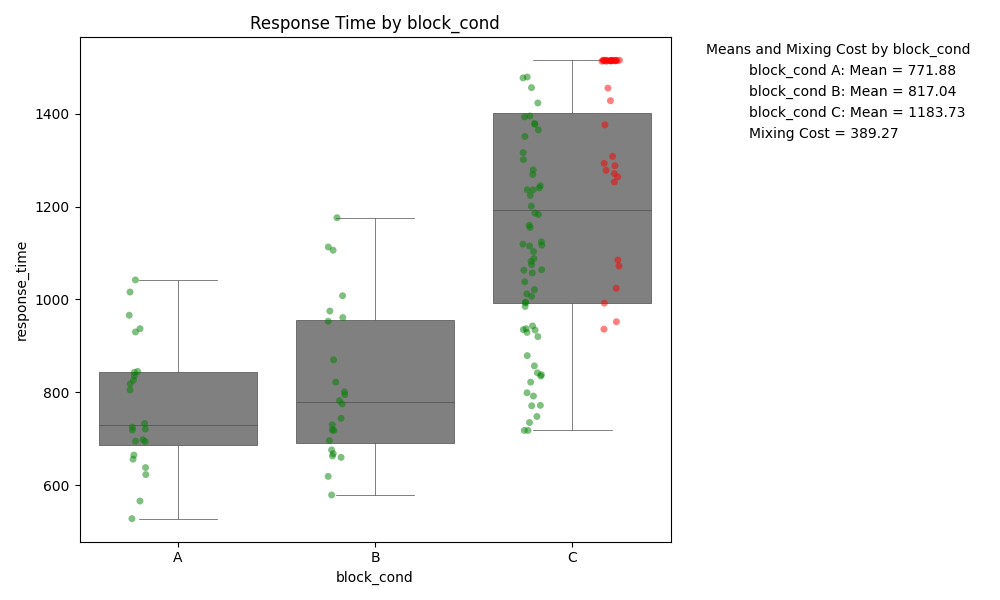 Response Time by block_cond
Means and Mixing Cost by block_cond
block_cond A: Mean = 771.88
block_cond B: Mean = 817.04
block_cond C: Mean = 1183.73
Mixing Cost = 389.27
response_time
1400
1200
1000
800
600
A
B
C
block_cond